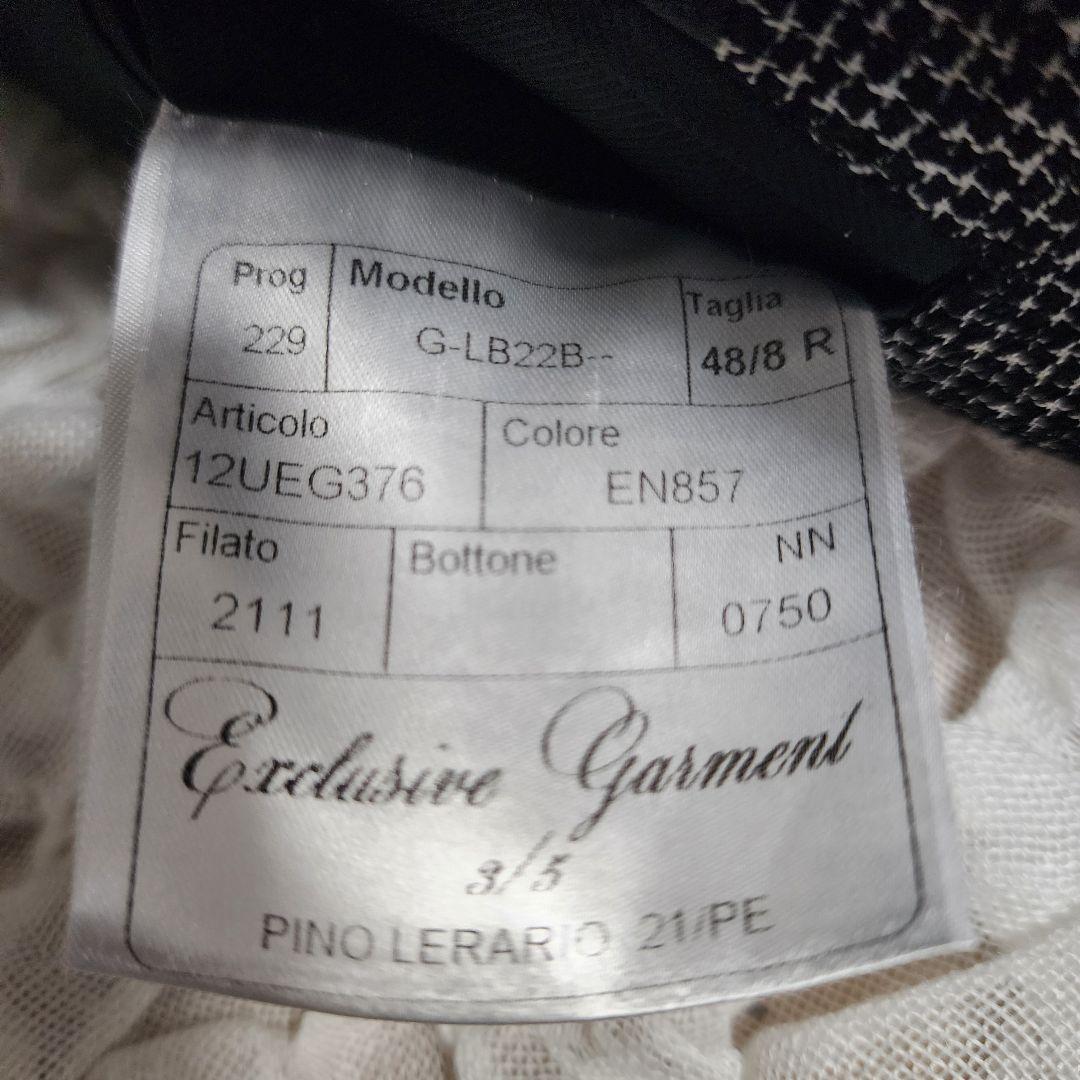 Prog Modello Taglia
229 G-LB22B-- 48/8 R
Articolo Colore
12UEG376 EN857
Filato Bottone NN
2111 0750
Exclusive Garment
3/5
PINO LERARIO 21/PE